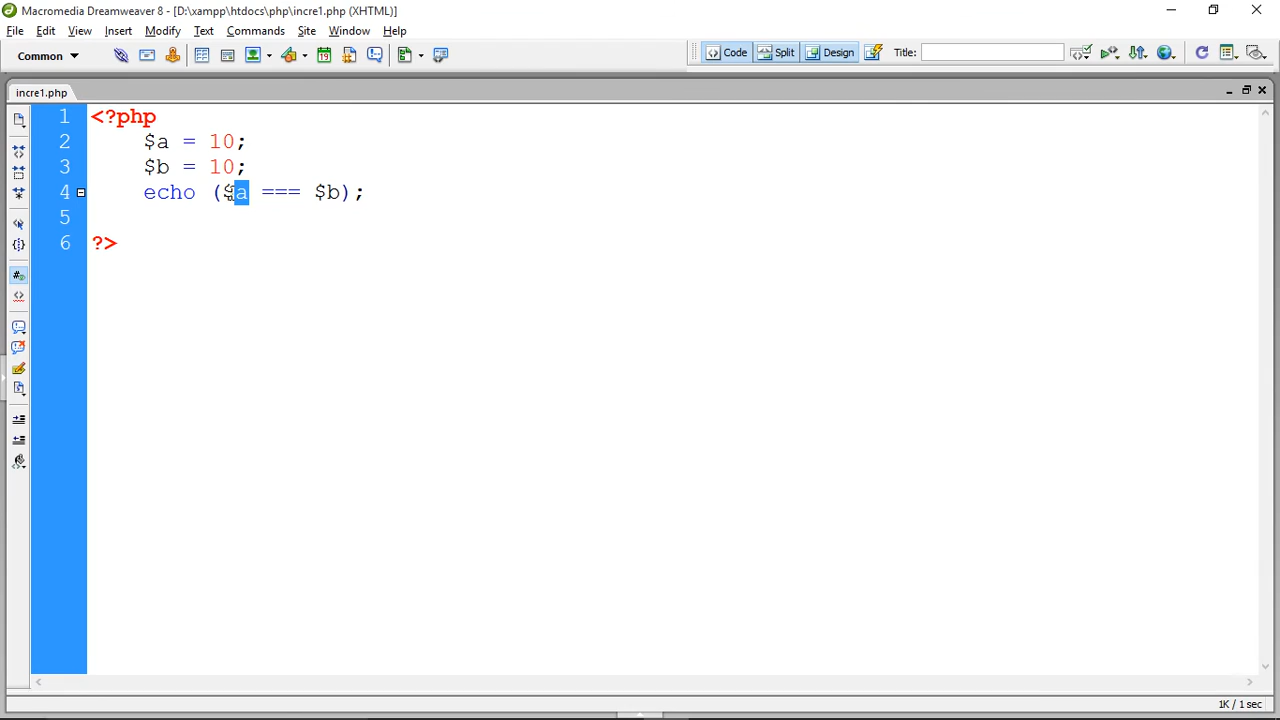 Macromedia Dreamweaver 8 - [D:\xampp\htdocs\php\incre1.php (XHTML)]
File Edit View Insert Modify Text Commands Site Window Help
Common Code Split Design Title:
incre1.php
1 <?php
2 $a = 10;
3 $b = 10;
4 echo ($a === $b);
5
6 ?>
1K / 1 sec